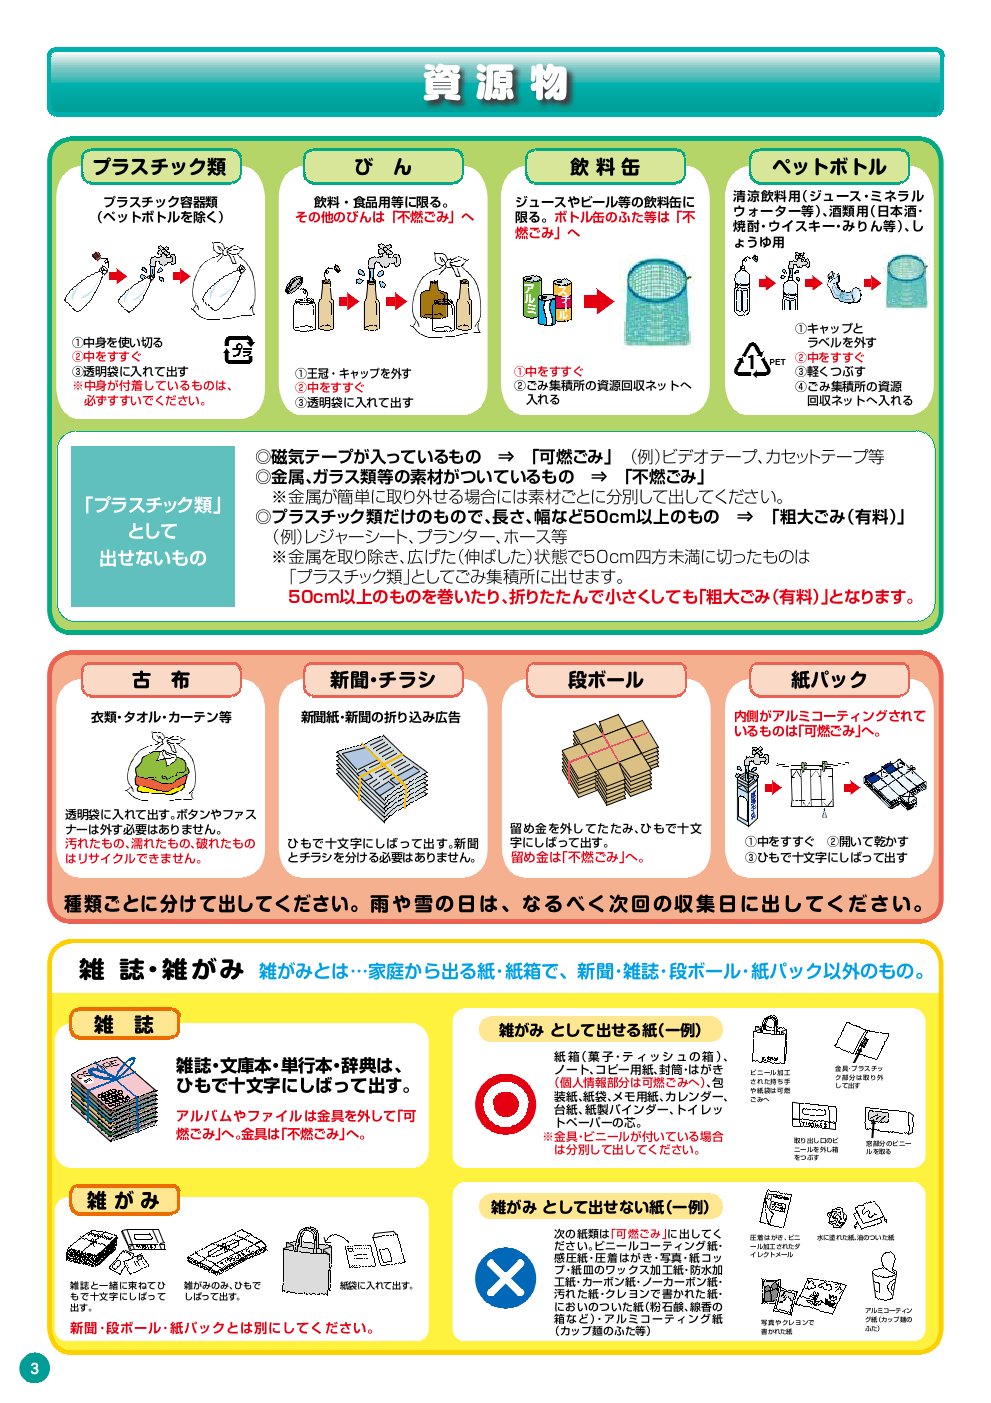 資源物
プラスチック類
プラスチック容器類
（ペットボトルを除く）
①中身を使い切る
②中をすすぐ
③透明袋に入れて出す
※中身が付着しているものは、
必ずすすいでください。
プラ
びん
飲料・食品用等に限る。
その他のびんは「不燃ごみ」へ
①王冠・キャップを外す
②中をすすぐ
③透明袋に入れて出す
飲料缶
ジュースやビール等の飲料缶に
限る。ボトル缶のふた等は「不
燃ごみ」へ
アルミ
スチール
①中をすすぐ
②ごみ集積所の資源回収ネットへ
入れる
ペットボトル
清涼飲料用（ジュース・ミネラル
ウォーター等）、酒類用（日本酒・
焼酎・ウイスキー・みりん等）、し
ょうゆ用
1
PET
①キャップと
ラベルを外す
②中をすすぐ
③軽くつぶす
④ごみ集積所の資源
回収ネットへ入れる
「プラスチック類」
として
出せないもの
◎磁気テープが入っているもの ⇒ 「可燃ごみ」 （例）ビデオテープ、カセットテープ等
◎金属、ガラス類等の素材がついているもの ⇒ 「不燃ごみ」
※金属が簡単に取り外せる場合には素材ごとに分別して出してください。
◎プラスチック類だけのもので、長さ、幅など50cm以上のもの ⇒ 「粗大ごみ（有料）」
（例）レジャーシート、プランター、ホース等
※金属を取り除き、広げた（伸ばした）状態で50cm四方未満に切ったものは
「プラスチック類」としてごみ集積所に出せます。
50cm以上のものを巻いたり、折りたたんで小さくしても「粗大ごみ（有料）」となります。
古布
衣類・タオル・カーテン等
透明袋に入れて出す。ボタンやファス
ナーは外す必要はありません。
汚れたもの、濡れたもの、破れたもの
はリサイクルできません。
新聞・チラシ
新聞紙・新聞の折り込み広告
ひもで十文字にしばって出す。新聞
とチラシを分ける必要はありません。
段ボール
留め金を外してたたみ、ひもで十文
字にしばって出す。
留め金は「不燃ごみ」へ。
紙パック
内側がアルミコーティングされて
いるものは「可燃ごみ」へ。
①中をすすぐ ②開いて乾かす
③ひもで十文字にしばって出す
種類ごとに分けて出してください。雨や雪の日は、なるべく次回の収集日に出してください。
雑誌・雑がみ 雑がみとは…家庭から出る紙・紙箱で、新聞・雑誌・段ボール・紙パック以外のもの。
雑誌
雑誌・文庫本・単行本・辞典は、
ひもで十文字にしばって出す。
アルバムやファイルは金具を外して「可
燃ごみ」へ。金具は「不燃ごみ」へ。
雑がみ として出せる紙（一例）
紙箱（菓子・ティッシュの箱）、
ノート、コピー用紙、封筒・はがき
（個人情報部分は可燃ごみへ）、包
装紙、紙袋、メモ用紙、カレンダー、
台紙、紙製バインダー、トイレッ
トペーパーの芯。
※金具・ビニールが付いている場合
は分別して出してください。
ビニール加工
された持ち手
や紙袋は可燃
ごみへ
金具・プラスチッ
ク部分は取り外
して出す
取り出し口のビ
ニールを外し箱
をつぶす
窓部分のビニー
ルを取る
雑がみ
雑誌と一緒に束ねてひ
もで十文字にしばって
出す。
雑がみのみ、ひもで
しばって出す。
紙袋に入れて出す。
新聞・段ボール・紙パックとは別にしてください。
雑がみ として出せない紙（一例）
次の紙類は「可燃ごみ」に出してく
ださい。ビニールコーティング紙・
感圧紙・圧着はがき・写真・紙コッ
プ・紙皿のワックス加工紙・防水加
工紙・カーボン紙・ノーカーボン紙・
汚れた紙・クレヨンで書かれた紙・
においのついた紙（粉石鹸、線香の
箱など）・アルミコーティング紙
（カップ麺のふた等）
圧着はがき、ビニ
ール加工されたダ
イレクトメール
水に塗れた紙、油のついた紙
写真やクレヨンで
書かれた紙
アルミコーティン
グ紙（カップ麺の
ふた）
3